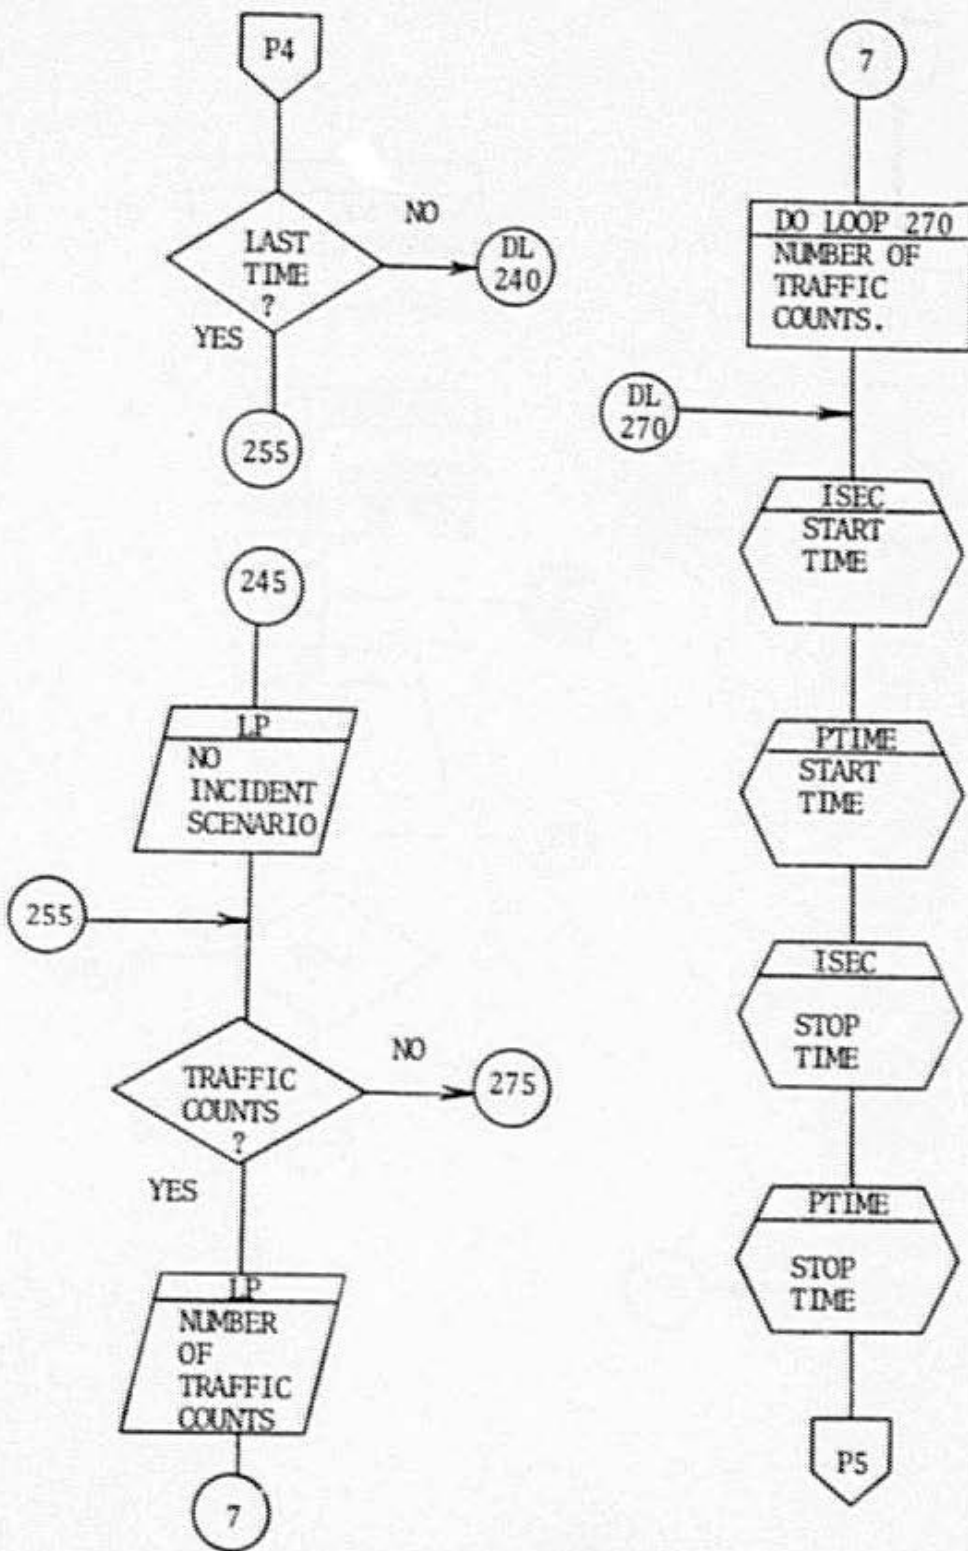 P4
LAST
TIME
?
NO
DL
240
YES
255
245
LP
NO
INCIDENT
SCENARIO
255
TRAFFIC
COUNTS
?
NO
275
YES
LP
NUMBER
OF
TRAFFIC
COUNTS
7
7
DO LOOP 270
NUMBER OF
TRAFFIC
COUNTS.
DL
270
ISEC
START
TIME
PTIME
START
TIME
ISEC
STOP
TIME
PTIME
STOP
TIME
P5